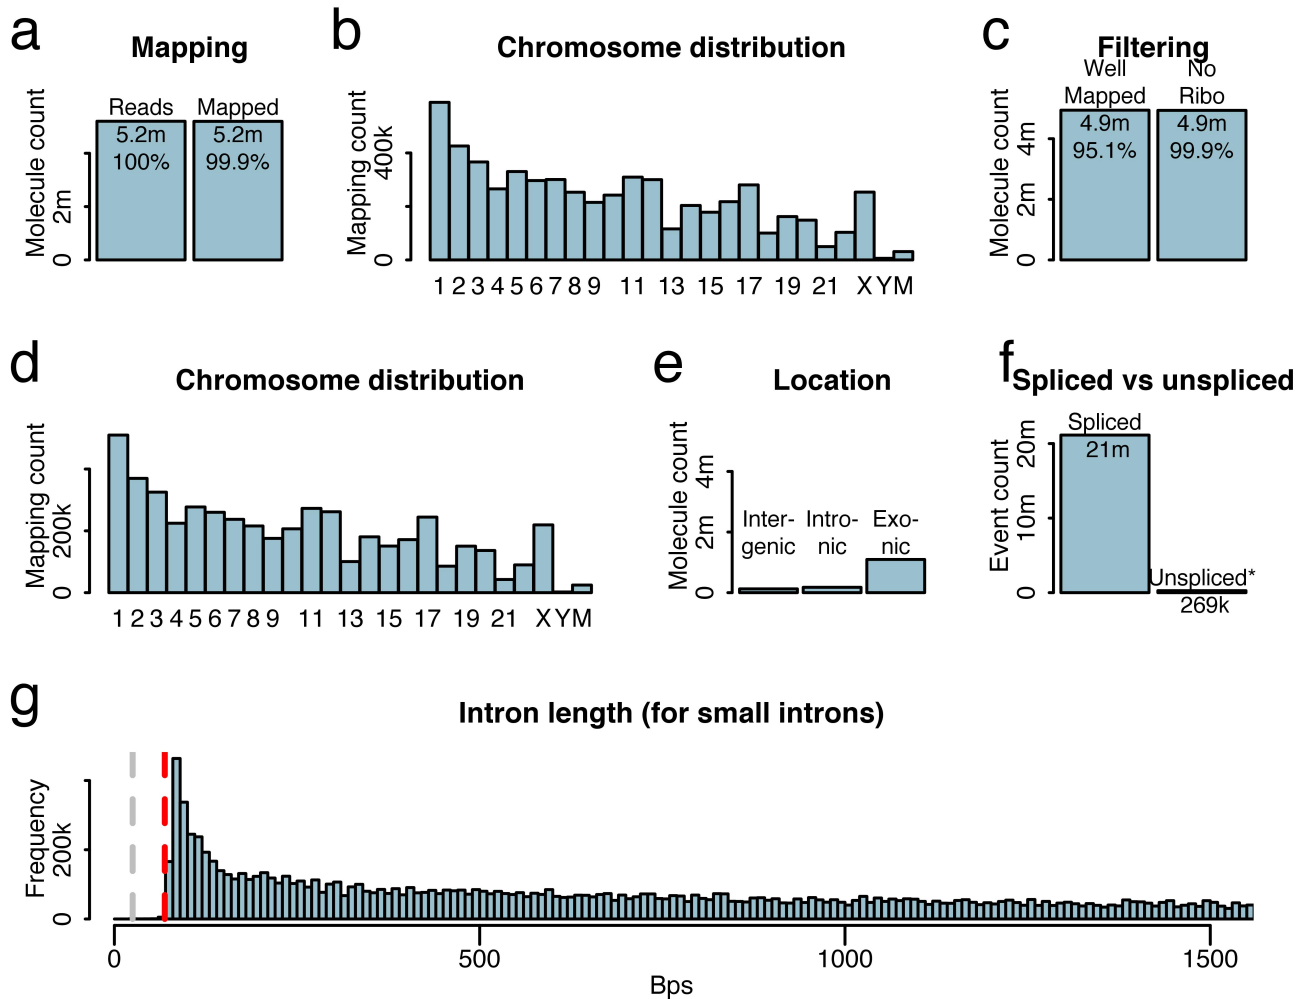 a
Mapping
Molecule count
0
2m
Reads
5.2m
100%
Mapped
5.2m
99.9%
b
Chromosome distribution
Mapping count
0
400k
1 2 3 4 5 6 7 8 9 11 13 15 17 19 21 X Y M
c
Filtering
Molecule count
0
2m
4m
Well
Mapped
4.9m
95.1%
No
Ribo
4.9m
99.9%
d
Chromosome distribution
Mapping count
0
200k
1 2 3 4 5 6 7 8 9 11 13 15 17 19 21 X Y M
e
Location
Molecule count
0
2m
4m
Inter-
genic
Intro-
nic
Exo-
nic
f
Spliced vs unspliced
Event count
0
10m
20m
Spliced
21m
Unspliced*
269k
g
Intron length (for small introns)
Frequency
0
200k
0 500 1000 1500
Bps